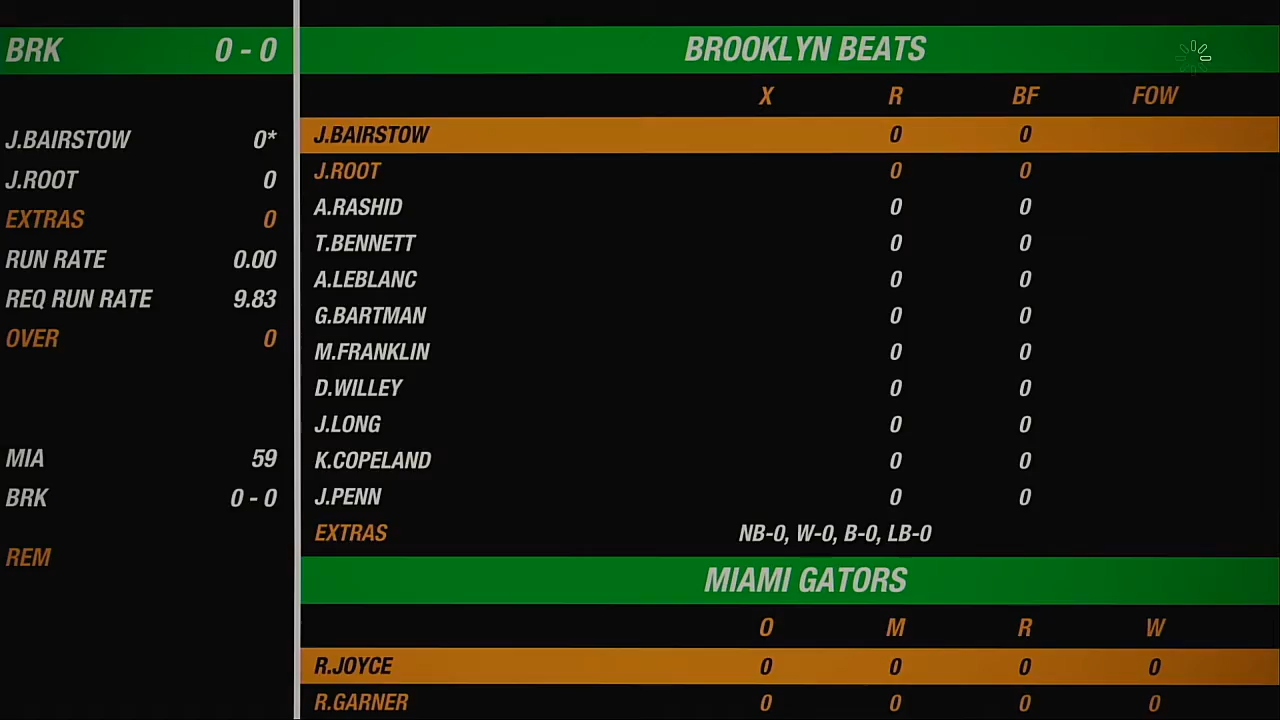 BRK 0 - 0
J.BAIRSTOW 0*
J.ROOT 0
EXTRAS 0
RUN RATE 0.00
REQ RUN RATE 9.83
OVER 0
MIA 59
BRK 0 - 0
REM
BROOKLYN BEATS
X R BF FOW
J.BAIRSTOW 0 0
J.ROOT 0 0
A.RASHID 0 0
T.BENNETT 0 0
A.LEBLANC 0 0
G.BARTMAN 0 0
M.FRANKLIN 0 0
D.WILLEY 0 0
J.LONG 0 0
K.COPELAND 0 0
J.PENN 0 0
EXTRAS NB-0, W-0, B-0, LB-0
MIAMI GATORS
O M R W
R.JOYCE 0 0 0 0
R.GARNER 0 0 0 0